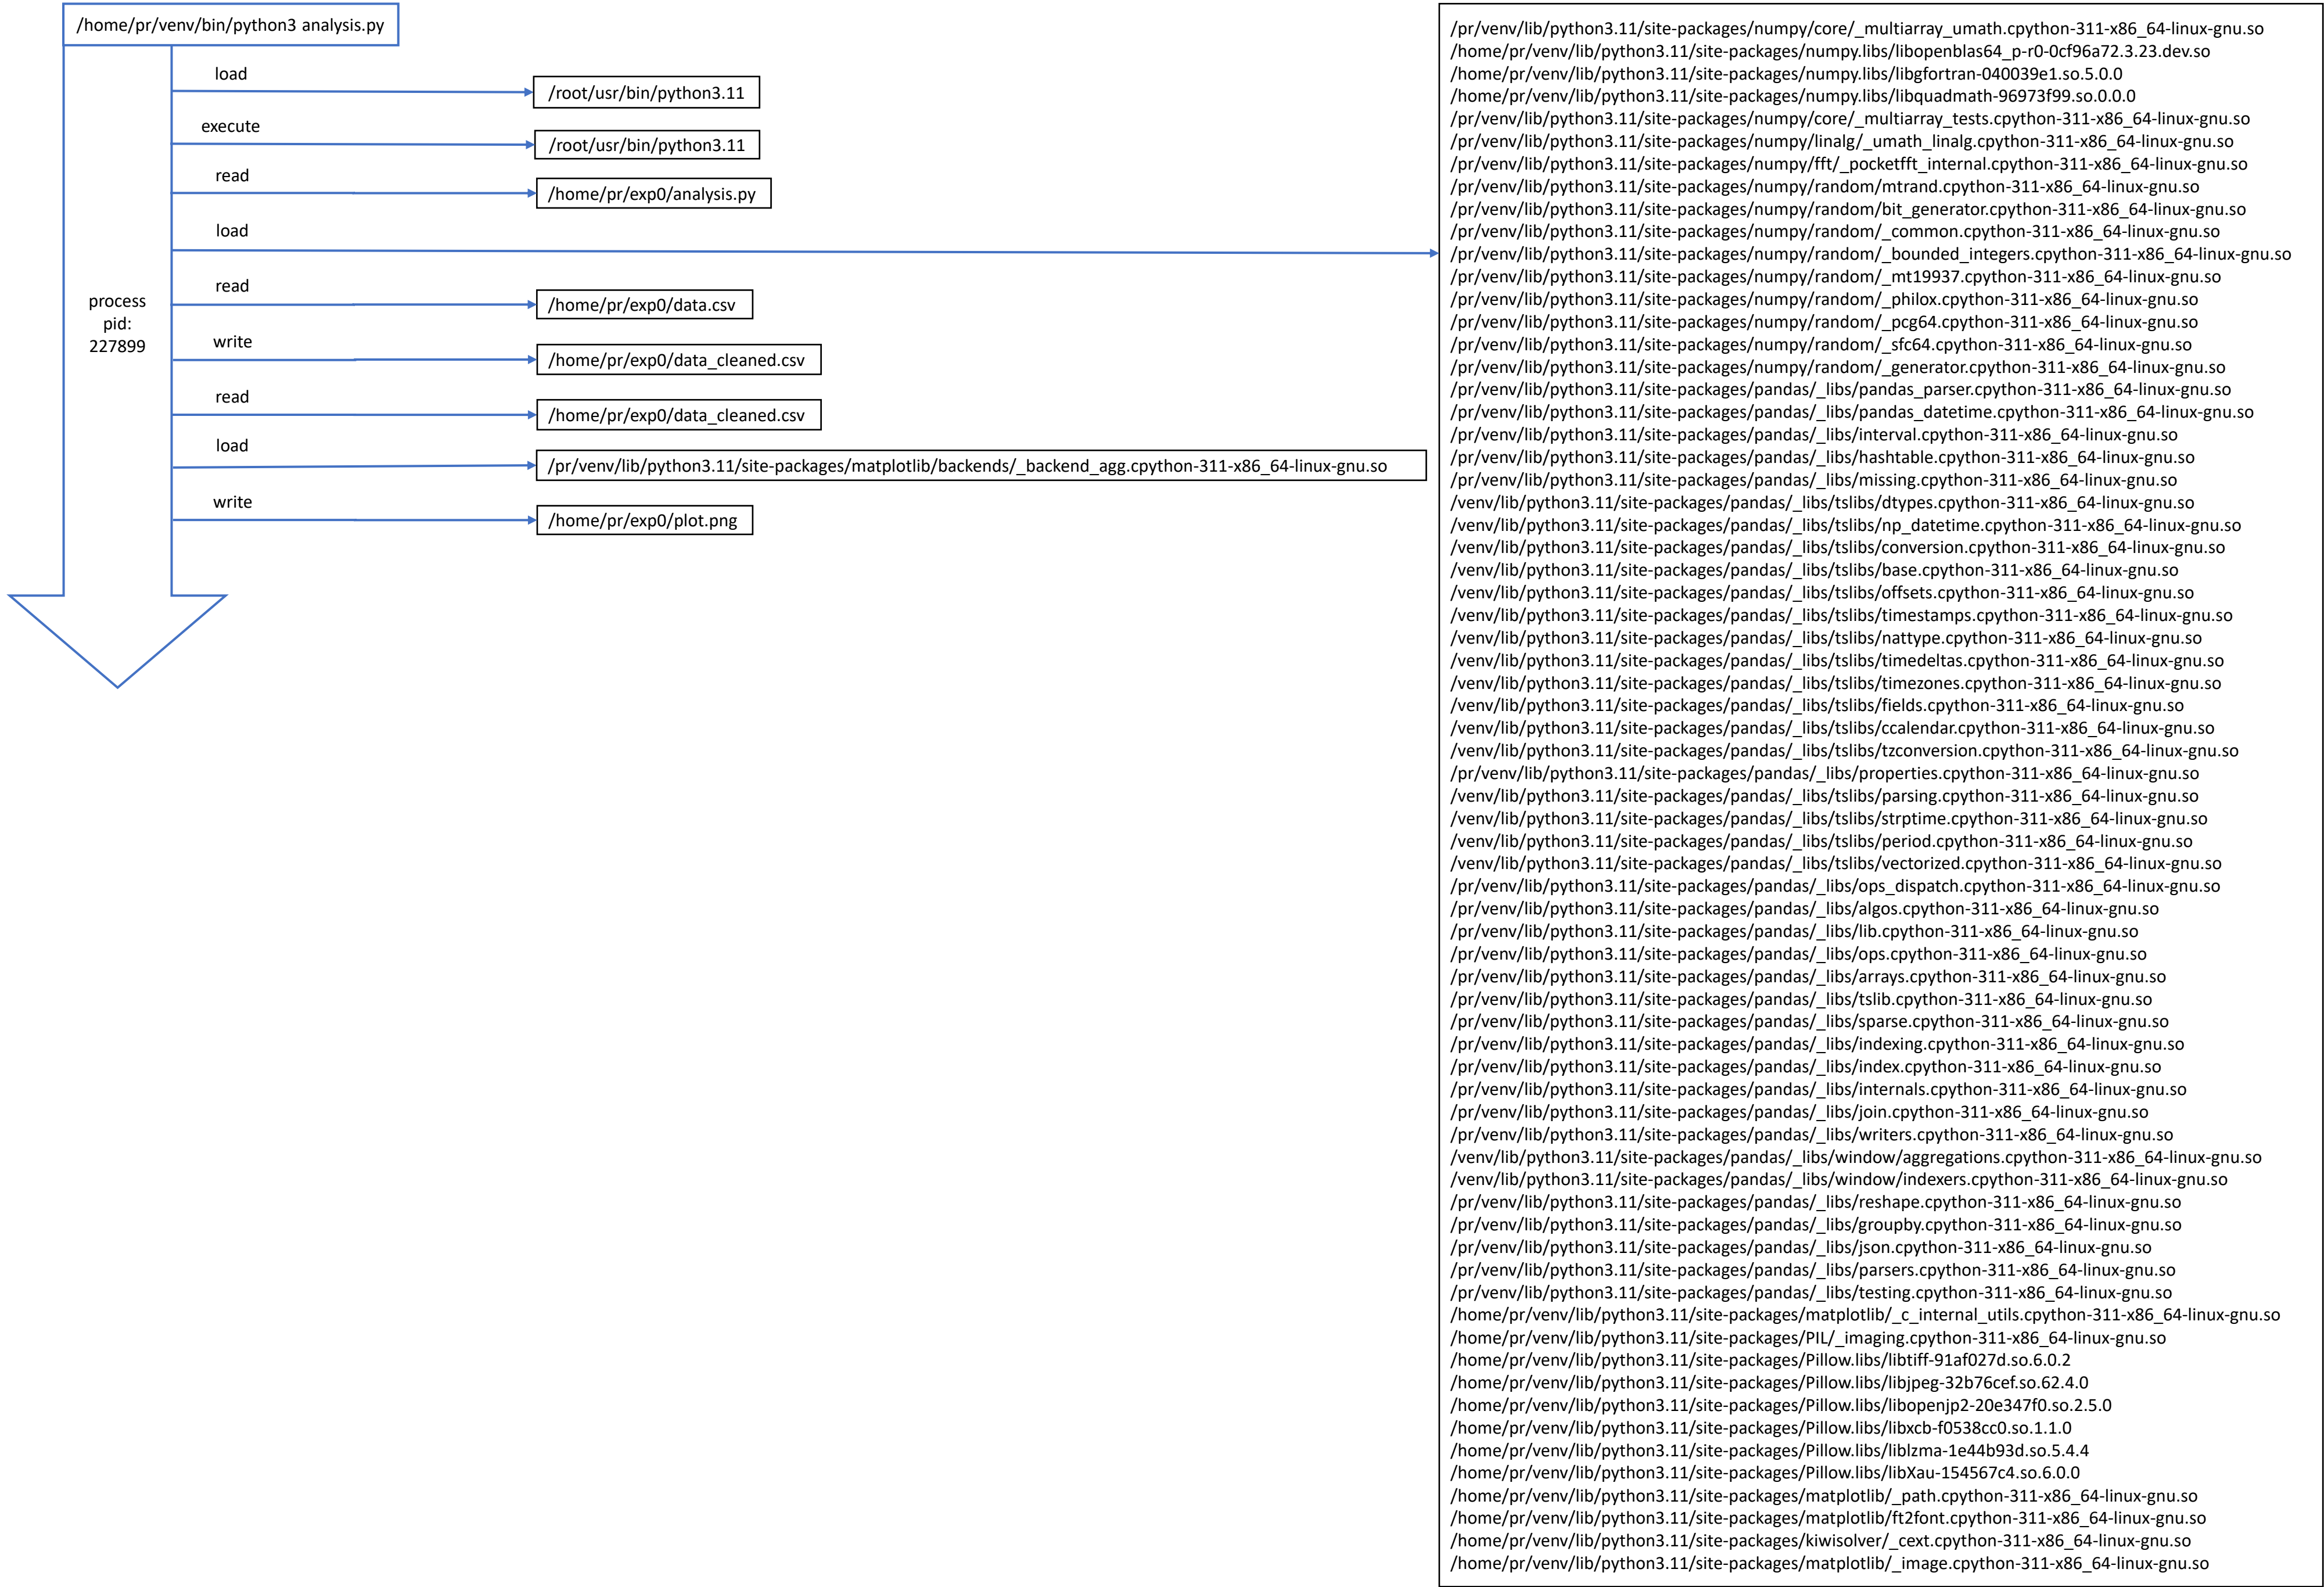 /home/pr/venv/bin/python3 analysis.py
load
/root/usr/bin/python3.11
execute
/root/usr/bin/python3.11
read
/home/pr/exp0/analysis.py
load
read
/home/pr/exp0/data.csv
process
pid:
227899
write
/home/pr/exp0/data_cleaned.csv
read
/home/pr/exp0/data_cleaned.csv
load
/pr/venv/lib/python3.11/site-packages/matplotlib/backends/_backend_agg.cpython-311-x86_64-linux-gnu.so
write
/home/pr/exp0/plot.png
/pr/venv/lib/python3.11/site-packages/numpy/core/_multiarray_umath.cpython-311-x86_64-linux-gnu.so
/home/pr/venv/lib/python3.11/site-packages/numpy.libs/libopenblas64_p-r0-0cf96a72.3.23.dev.so
/home/pr/venv/lib/python3.11/site-packages/numpy.libs/libgfortran-040039e1.so.5.0.0
/home/pr/venv/lib/python3.11/site-packages/numpy.libs/libquadmath-96973f99.so.0.0.0
/pr/venv/lib/python3.11/site-packages/numpy/core/_multiarray_tests.cpython-311-x86_64-linux-gnu.so
/pr/venv/lib/python3.11/site-packages/numpy/linalg/_umath_linalg.cpython-311-x86_64-linux-gnu.so
/pr/venv/lib/python3.11/site-packages/numpy/fft/_pocketfft_internal.cpython-311-x86_64-linux-gnu.so
/pr/venv/lib/python3.11/site-packages/numpy/random/mtrand.cpython-311-x86_64-linux-gnu.so
/pr/venv/lib/python3.11/site-packages/numpy/random/bit_generator.cpython-311-x86_64-linux-gnu.so
/pr/venv/lib/python3.11/site-packages/numpy/random/_common.cpython-311-x86_64-linux-gnu.so
/pr/venv/lib/python3.11/site-packages/numpy/random/_bounded_integers.cpython-311-x86_64-linux-gnu.so
/pr/venv/lib/python3.11/site-packages/numpy/random/_mt19937.cpython-311-x86_64-linux-gnu.so
/pr/venv/lib/python3.11/site-packages/numpy/random/_philox.cpython-311-x86_64-linux-gnu.so
/pr/venv/lib/python3.11/site-packages/numpy/random/_pcg64.cpython-311-x86_64-linux-gnu.so
/pr/venv/lib/python3.11/site-packages/numpy/random/_sfc64.cpython-311-x86_64-linux-gnu.so
/pr/venv/lib/python3.11/site-packages/numpy/random/_generator.cpython-311-x86_64-linux-gnu.so
/pr/venv/lib/python3.11/site-packages/pandas/_libs/pandas_parser.cpython-311-x86_64-linux-gnu.so
/pr/venv/lib/python3.11/site-packages/pandas/_libs/pandas_datetime.cpython-311-x86_64-linux-gnu.so
/pr/venv/lib/python3.11/site-packages/pandas/_libs/interval.cpython-311-x86_64-linux-gnu.so
/pr/venv/lib/python3.11/site-packages/pandas/_libs/hashtable.cpython-311-x86_64-linux-gnu.so
/pr/venv/lib/python3.11/site-packages/pandas/_libs/missing.cpython-311-x86_64-linux-gnu.so
/venv/lib/python3.11/site-packages/pandas/_libs/tslibs/dtypes.cpython-311-x86_64-linux-gnu.so
/venv/lib/python3.11/site-packages/pandas/_libs/tslibs/np_datetime.cpython-311-x86_64-linux-gnu.so
/venv/lib/python3.11/site-packages/pandas/_libs/tslibs/conversion.cpython-311-x86_64-linux-gnu.so
/venv/lib/python3.11/site-packages/pandas/_libs/tslibs/base.cpython-311-x86_64-linux-gnu.so
/venv/lib/python3.11/site-packages/pandas/_libs/tslibs/offsets.cpython-311-x86_64-linux-gnu.so
/venv/lib/python3.11/site-packages/pandas/_libs/tslibs/timestamps.cpython-311-x86_64-linux-gnu.so
/venv/lib/python3.11/site-packages/pandas/_libs/tslibs/nattype.cpython-311-x86_64-linux-gnu.so
/venv/lib/python3.11/site-packages/pandas/_libs/tslibs/timedeltas.cpython-311-x86_64-linux-gnu.so
/venv/lib/python3.11/site-packages/pandas/_libs/tslibs/timezones.cpython-311-x86_64-linux-gnu.so
/venv/lib/python3.11/site-packages/pandas/_libs/tslibs/fields.cpython-311-x86_64-linux-gnu.so
/venv/lib/python3.11/site-packages/pandas/_libs/tslibs/ccalendar.cpython-311-x86_64-linux-gnu.so
/venv/lib/python3.11/site-packages/pandas/_libs/tslibs/tzconversion.cpython-311-x86_64-linux-gnu.so
/pr/venv/lib/python3.11/site-packages/pandas/_libs/properties.cpython-311-x86_64-linux-gnu.so
/venv/lib/python3.11/site-packages/pandas/_libs/tslibs/parsing.cpython-311-x86_64-linux-gnu.so
/venv/lib/python3.11/site-packages/pandas/_libs/tslibs/strptime.cpython-311-x86_64-linux-gnu.so
/venv/lib/python3.11/site-packages/pandas/_libs/tslibs/period.cpython-311-x86_64-linux-gnu.so
/venv/lib/python3.11/site-packages/pandas/_libs/tslibs/vectorized.cpython-311-x86_64-linux-gnu.so
/pr/venv/lib/python3.11/site-packages/pandas/_libs/ops_dispatch.cpython-311-x86_64-linux-gnu.so
/pr/venv/lib/python3.11/site-packages/pandas/_libs/algos.cpython-311-x86_64-linux-gnu.so
/pr/venv/lib/python3.11/site-packages/pandas/_libs/lib.cpython-311-x86_64-linux-gnu.so
/pr/venv/lib/python3.11/site-packages/pandas/_libs/ops.cpython-311-x86_64-linux-gnu.so
/pr/venv/lib/python3.11/site-packages/pandas/_libs/arrays.cpython-311-x86_64-linux-gnu.so
/pr/venv/lib/python3.11/site-packages/pandas/_libs/tslib.cpython-311-x86_64-linux-gnu.so
/pr/venv/lib/python3.11/site-packages/pandas/_libs/sparse.cpython-311-x86_64-linux-gnu.so
/pr/venv/lib/python3.11/site-packages/pandas/_libs/indexing.cpython-311-x86_64-linux-gnu.so
/pr/venv/lib/python3.11/site-packages/pandas/_libs/index.cpython-311-x86_64-linux-gnu.so
/pr/venv/lib/python3.11/site-packages/pandas/_libs/internals.cpython-311-x86_64-linux-gnu.so
/pr/venv/lib/python3.11/site-packages/pandas/_libs/join.cpython-311-x86_64-linux-gnu.so
/pr/venv/lib/python3.11/site-packages/pandas/_libs/writers.cpython-311-x86_64-linux-gnu.so
/venv/lib/python3.11/site-packages/pandas/_libs/window/aggregations.cpython-311-x86_64-linux-gnu.so
/venv/lib/python3.11/site-packages/pandas/_libs/window/indexers.cpython-311-x86_64-linux-gnu.so
/pr/venv/lib/python3.11/site-packages/pandas/_libs/reshape.cpython-311-x86_64-linux-gnu.so
/pr/venv/lib/python3.11/site-packages/pandas/_libs/groupby.cpython-311-x86_64-linux-gnu.so
/pr/venv/lib/python3.11/site-packages/pandas/_libs/json.cpython-311-x86_64-linux-gnu.so
/pr/venv/lib/python3.11/site-packages/pandas/_libs/parsers.cpython-311-x86_64-linux-gnu.so
/pr/venv/lib/python3.11/site-packages/pandas/_libs/testing.cpython-311-x86_64-linux-gnu.so
/home/pr/venv/lib/python3.11/site-packages/matplotlib/_c_internal_utils.cpython-311-x86_64-linux-gnu.so
/home/pr/venv/lib/python3.11/site-packages/PIL/_imaging.cpython-311-x86_64-linux-gnu.so
/home/pr/venv/lib/python3.11/site-packages/Pillow.libs/libtiff-91af027d.so.6.0.2
/home/pr/venv/lib/python3.11/site-packages/Pillow.libs/libjpeg-32b76cef.so.62.4.0
/home/pr/venv/lib/python3.11/site-packages/Pillow.libs/libopenjp2-20e347f0.so.2.5.0
/home/pr/venv/lib/python3.11/site-packages/Pillow.libs/libxcb-f0538cc0.so.1.1.0
/home/pr/venv/lib/python3.11/site-packages/Pillow.libs/liblzma-1e44b93d.so.5.4.4
/home/pr/venv/lib/python3.11/site-packages/Pillow.libs/libXau-154567c4.so.6.0.0
/home/pr/venv/lib/python3.11/site-packages/matplotlib/_path.cpython-311-x86_64-linux-gnu.so
/home/pr/venv/lib/python3.11/site-packages/matplotlib/ft2font.cpython-311-x86_64-linux-gnu.so
/home/pr/venv/lib/python3.11/site-packages/kiwisolver/_cext.cpython-311-x86_64-linux-gnu.so
/home/pr/venv/lib/python3.11/site-packages/matplotlib/_image.cpython-311-x86_64-linux-gnu.so